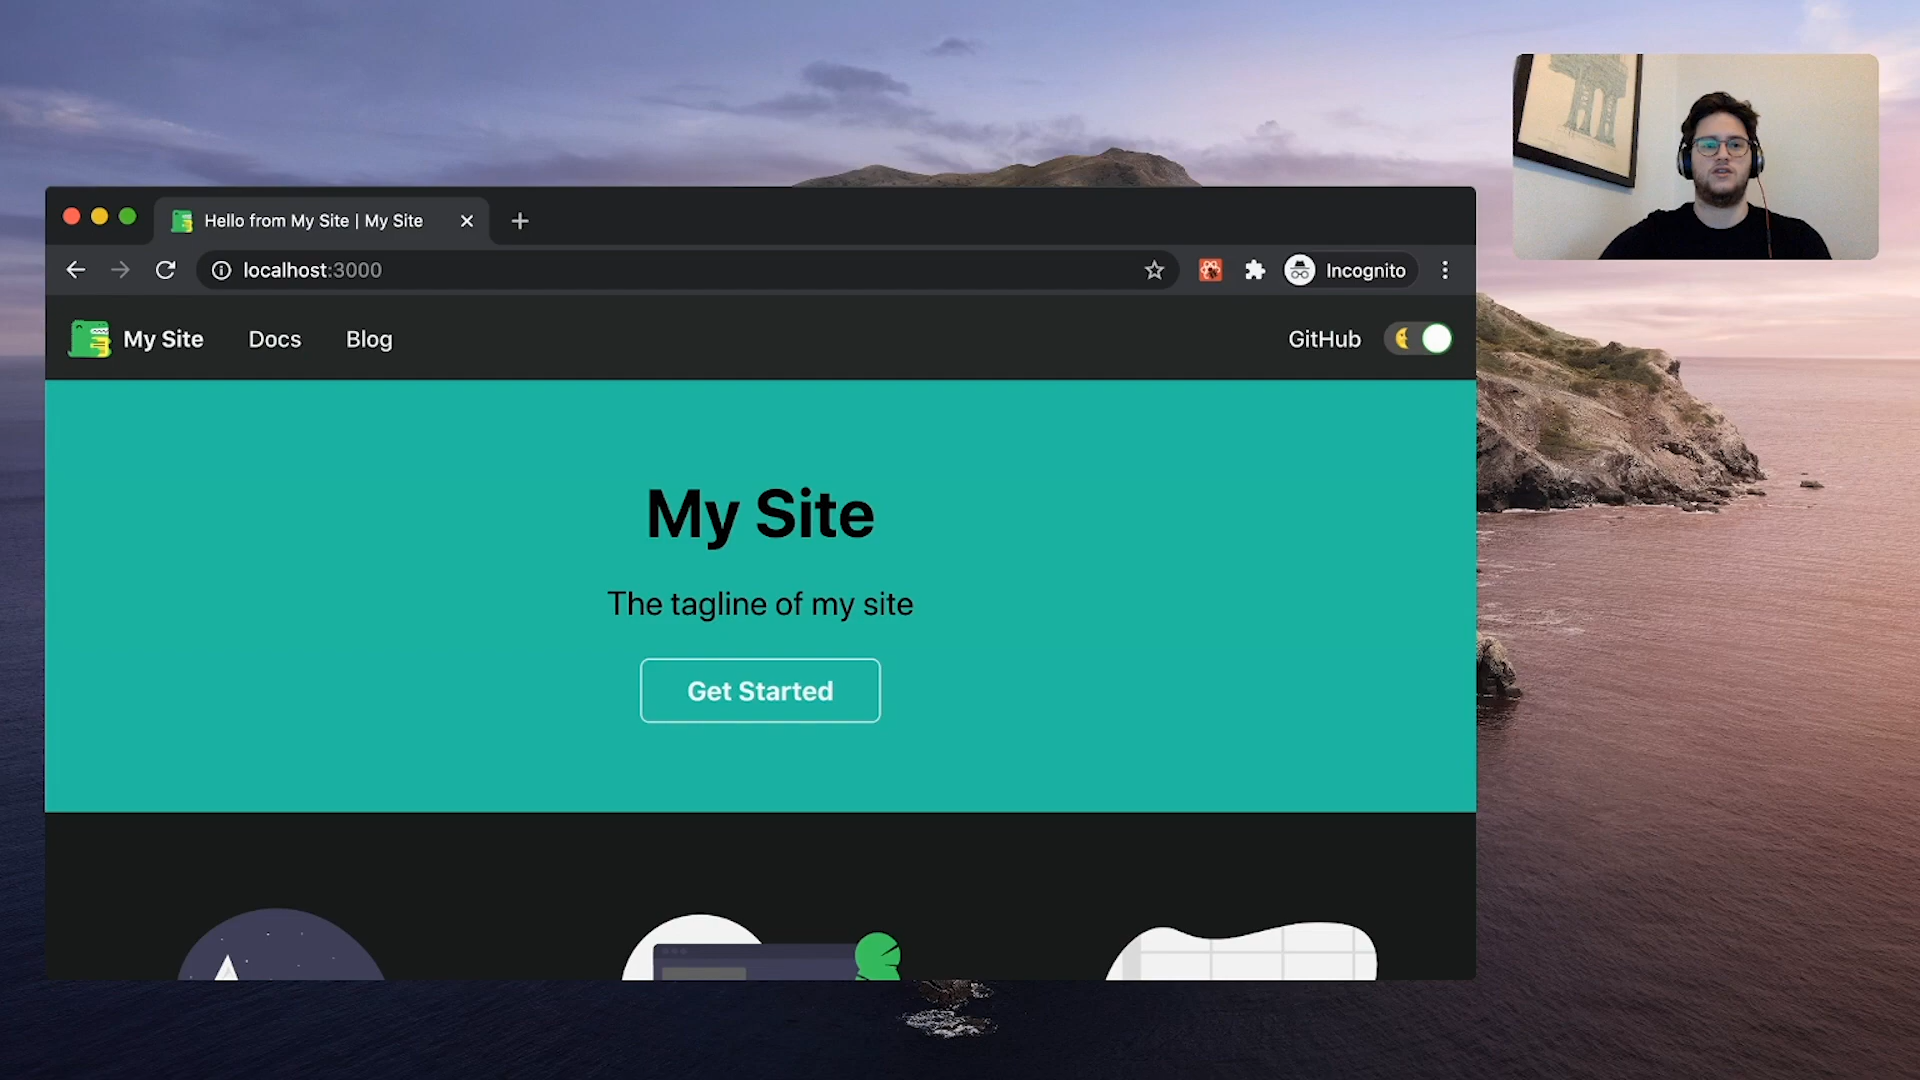 Hello from My Site | My Site
localhost:3000
Incognito
My Site
Docs
Blog
GitHub
My Site
The tagline of my site
Get Started